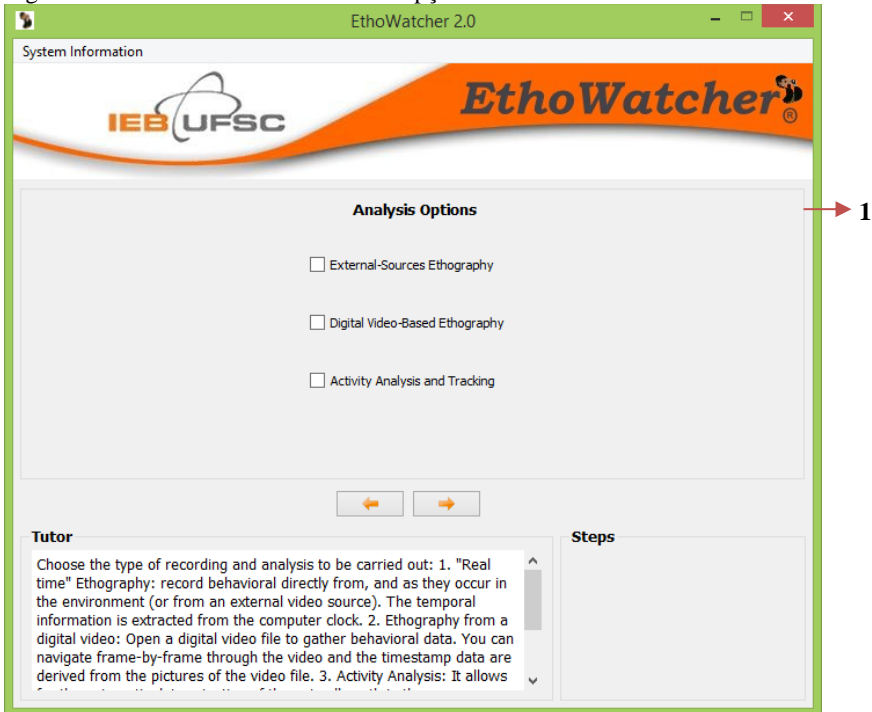 EthoWatcher 2.0
System Information
IEB UFSC
EthoWatcher®
Analysis Options
1
External-Sources Ethography
Digital Video-Based Ethography
Activity Analysis and Tracking
Tutor
Choose the type of recording and analysis to be carried out: 1. "Real
time" Ethography: record behavioral directly from, and as they occur in
the environment (or from an external video source). The temporal
information is extracted from the computer clock. 2. Ethography from a
digital video: Open a digital video file to gather behavioral data. You can
navigate frame-by-frame through the video and the timestamp data are
derived from the pictures of the video file. 3. Activity Analysis: It allows
Steps